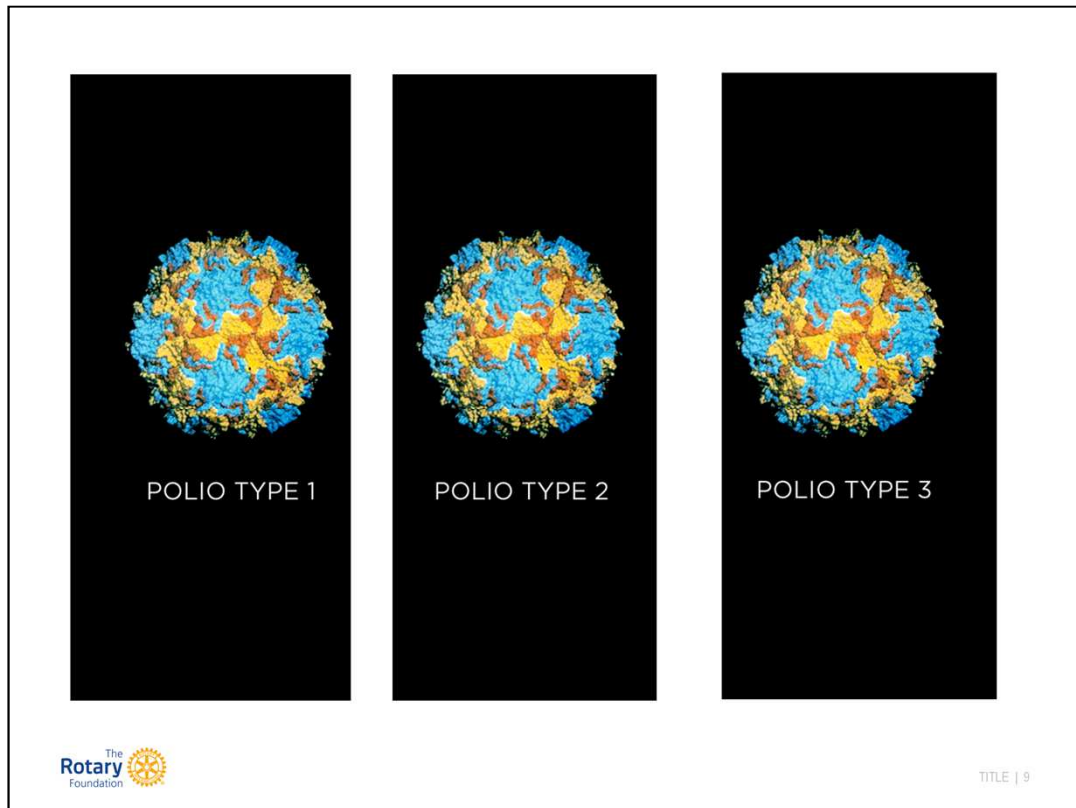 POLIO TYPE 1
POLIO TYPE 2
POLIO TYPE 3
The
Rotary
Foundation
TITLE | 9